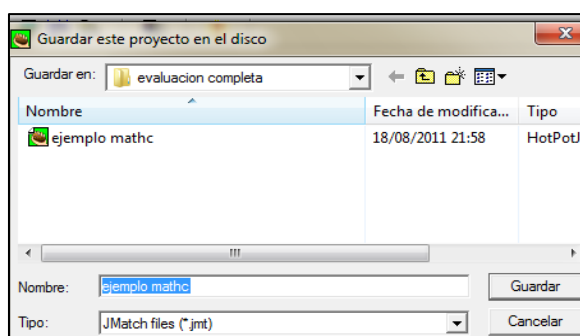 Guardar este proyecto en el disco
Guardar en: evaluacion completa
Nombre Fecha de modifica... Tipo
ejemplo mathc 18/08/2011 21:58 HotPotJ
Nombre: ejemplo mathc Guardar
Tipo: JMatch files (*.jmt) Cancelar